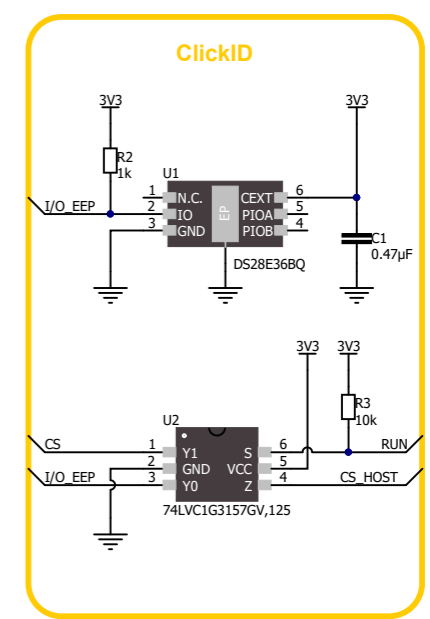 ClickID
3V3 3V3
R2
1k
U1
1 N.C. CEXT 6
I/O_EEP 2 IO PIOA 5
3 GND PIOB 4
EP
DS28E36BQ
C1
0.47µF
3V3 3V3
R3
10k
U2
CS 1 Y1 S 6 RUN
2 GND VCC 5
I/O_EEP 3 Y0 Z 4 CS_HOST
74LVC1G3157GV,125